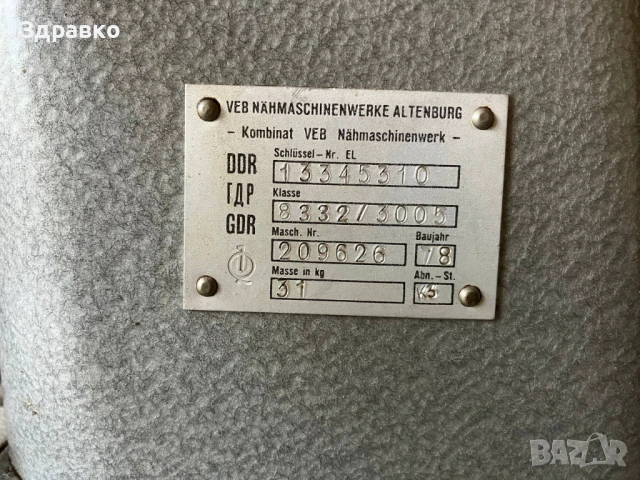 Здравко
VEB NÄHMASCHINENWERKE ALTENBURG
- Kombinat VEB Nähmaschinenwerk -
DDR
ГДР
GDR
Schlüssel-Nr. EL
13345310
Klasse
8332/3005
Masch. Nr. Baujahr
209626 78
Masse in kg Abn.-St.
31
BAZAR